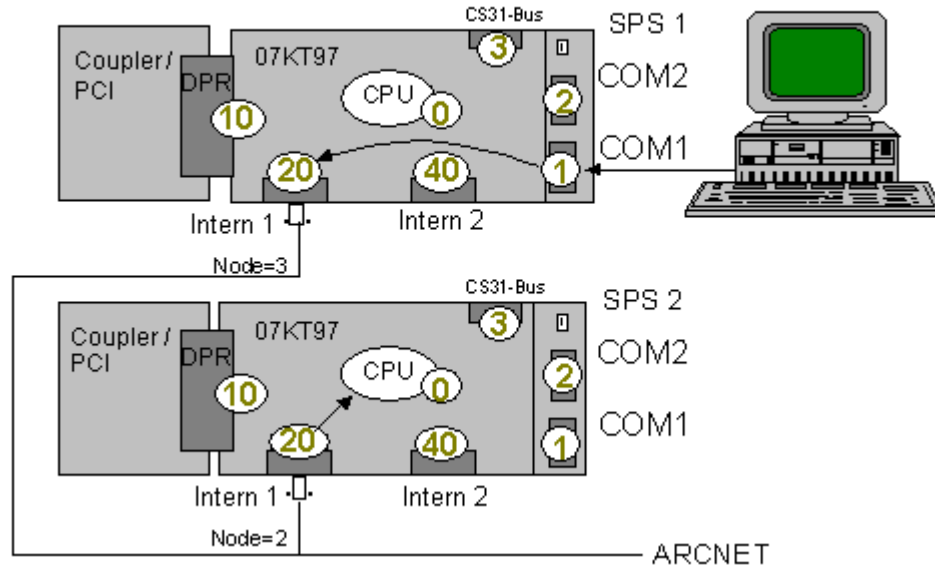 CS31-Bus
SPS 1
Coupler/
PCI
DPR
07KT97
3
COM2
CPU
0
2
10
COM1
20
40
1
Intern 1
Intern 2
Node=3
CS31-Bus
SPS 2
Coupler/
PCI
DPR
07KT97
3
COM2
CPU
0
2
10
COM1
20
40
1
Intern 1
Intern 2
Node=2
ARCNET